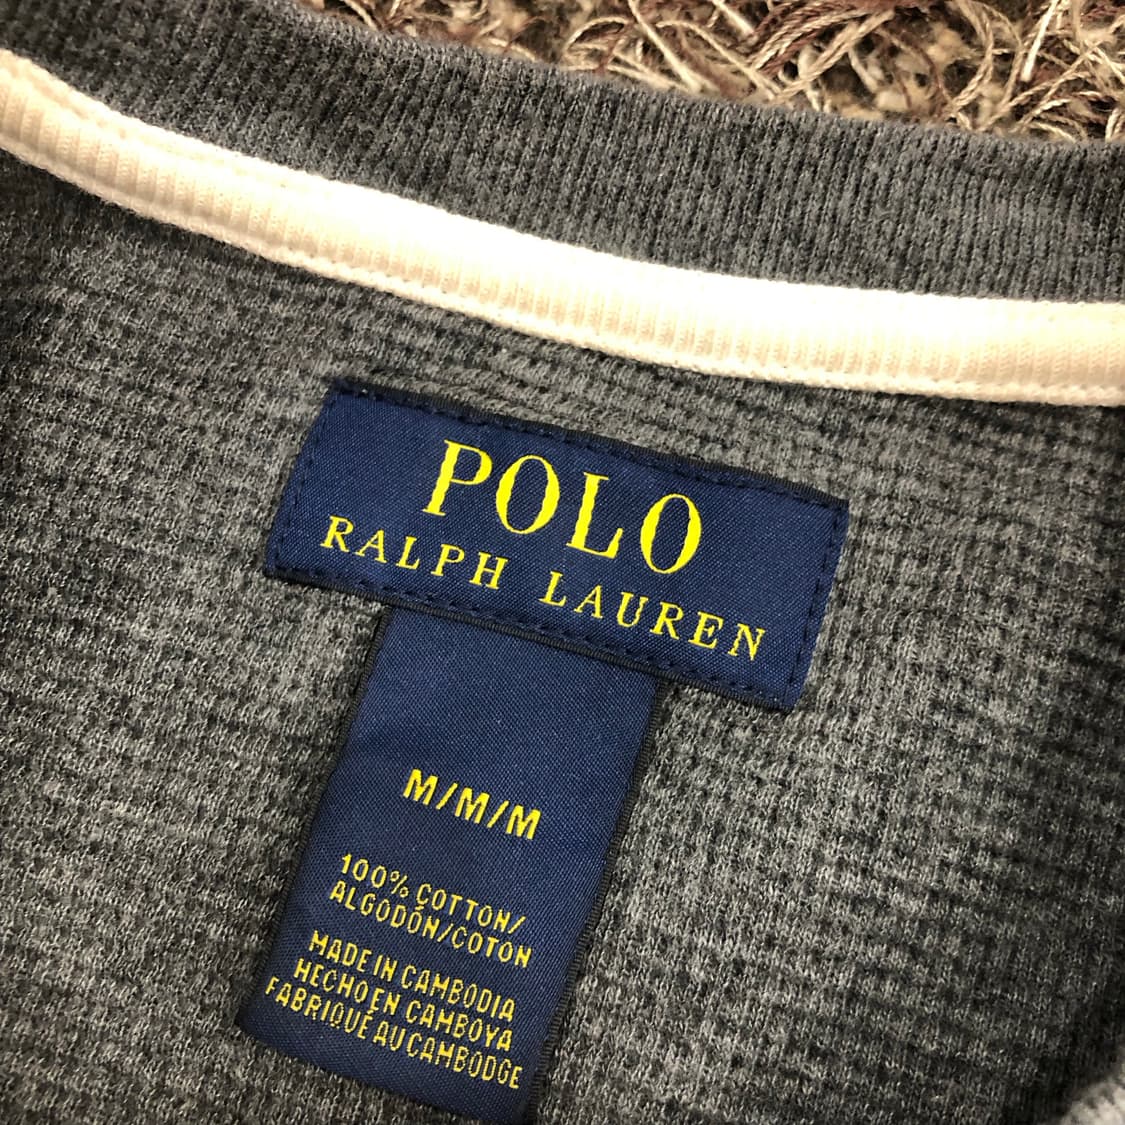 POLO
RALPH LAUREN
M/M/M
100% COTTON/
ALGODÓN/COTON
MADE IN CAMBODIA
HECHO EN CAMBOYA
FABRIQUÉ AU CAMBODGE